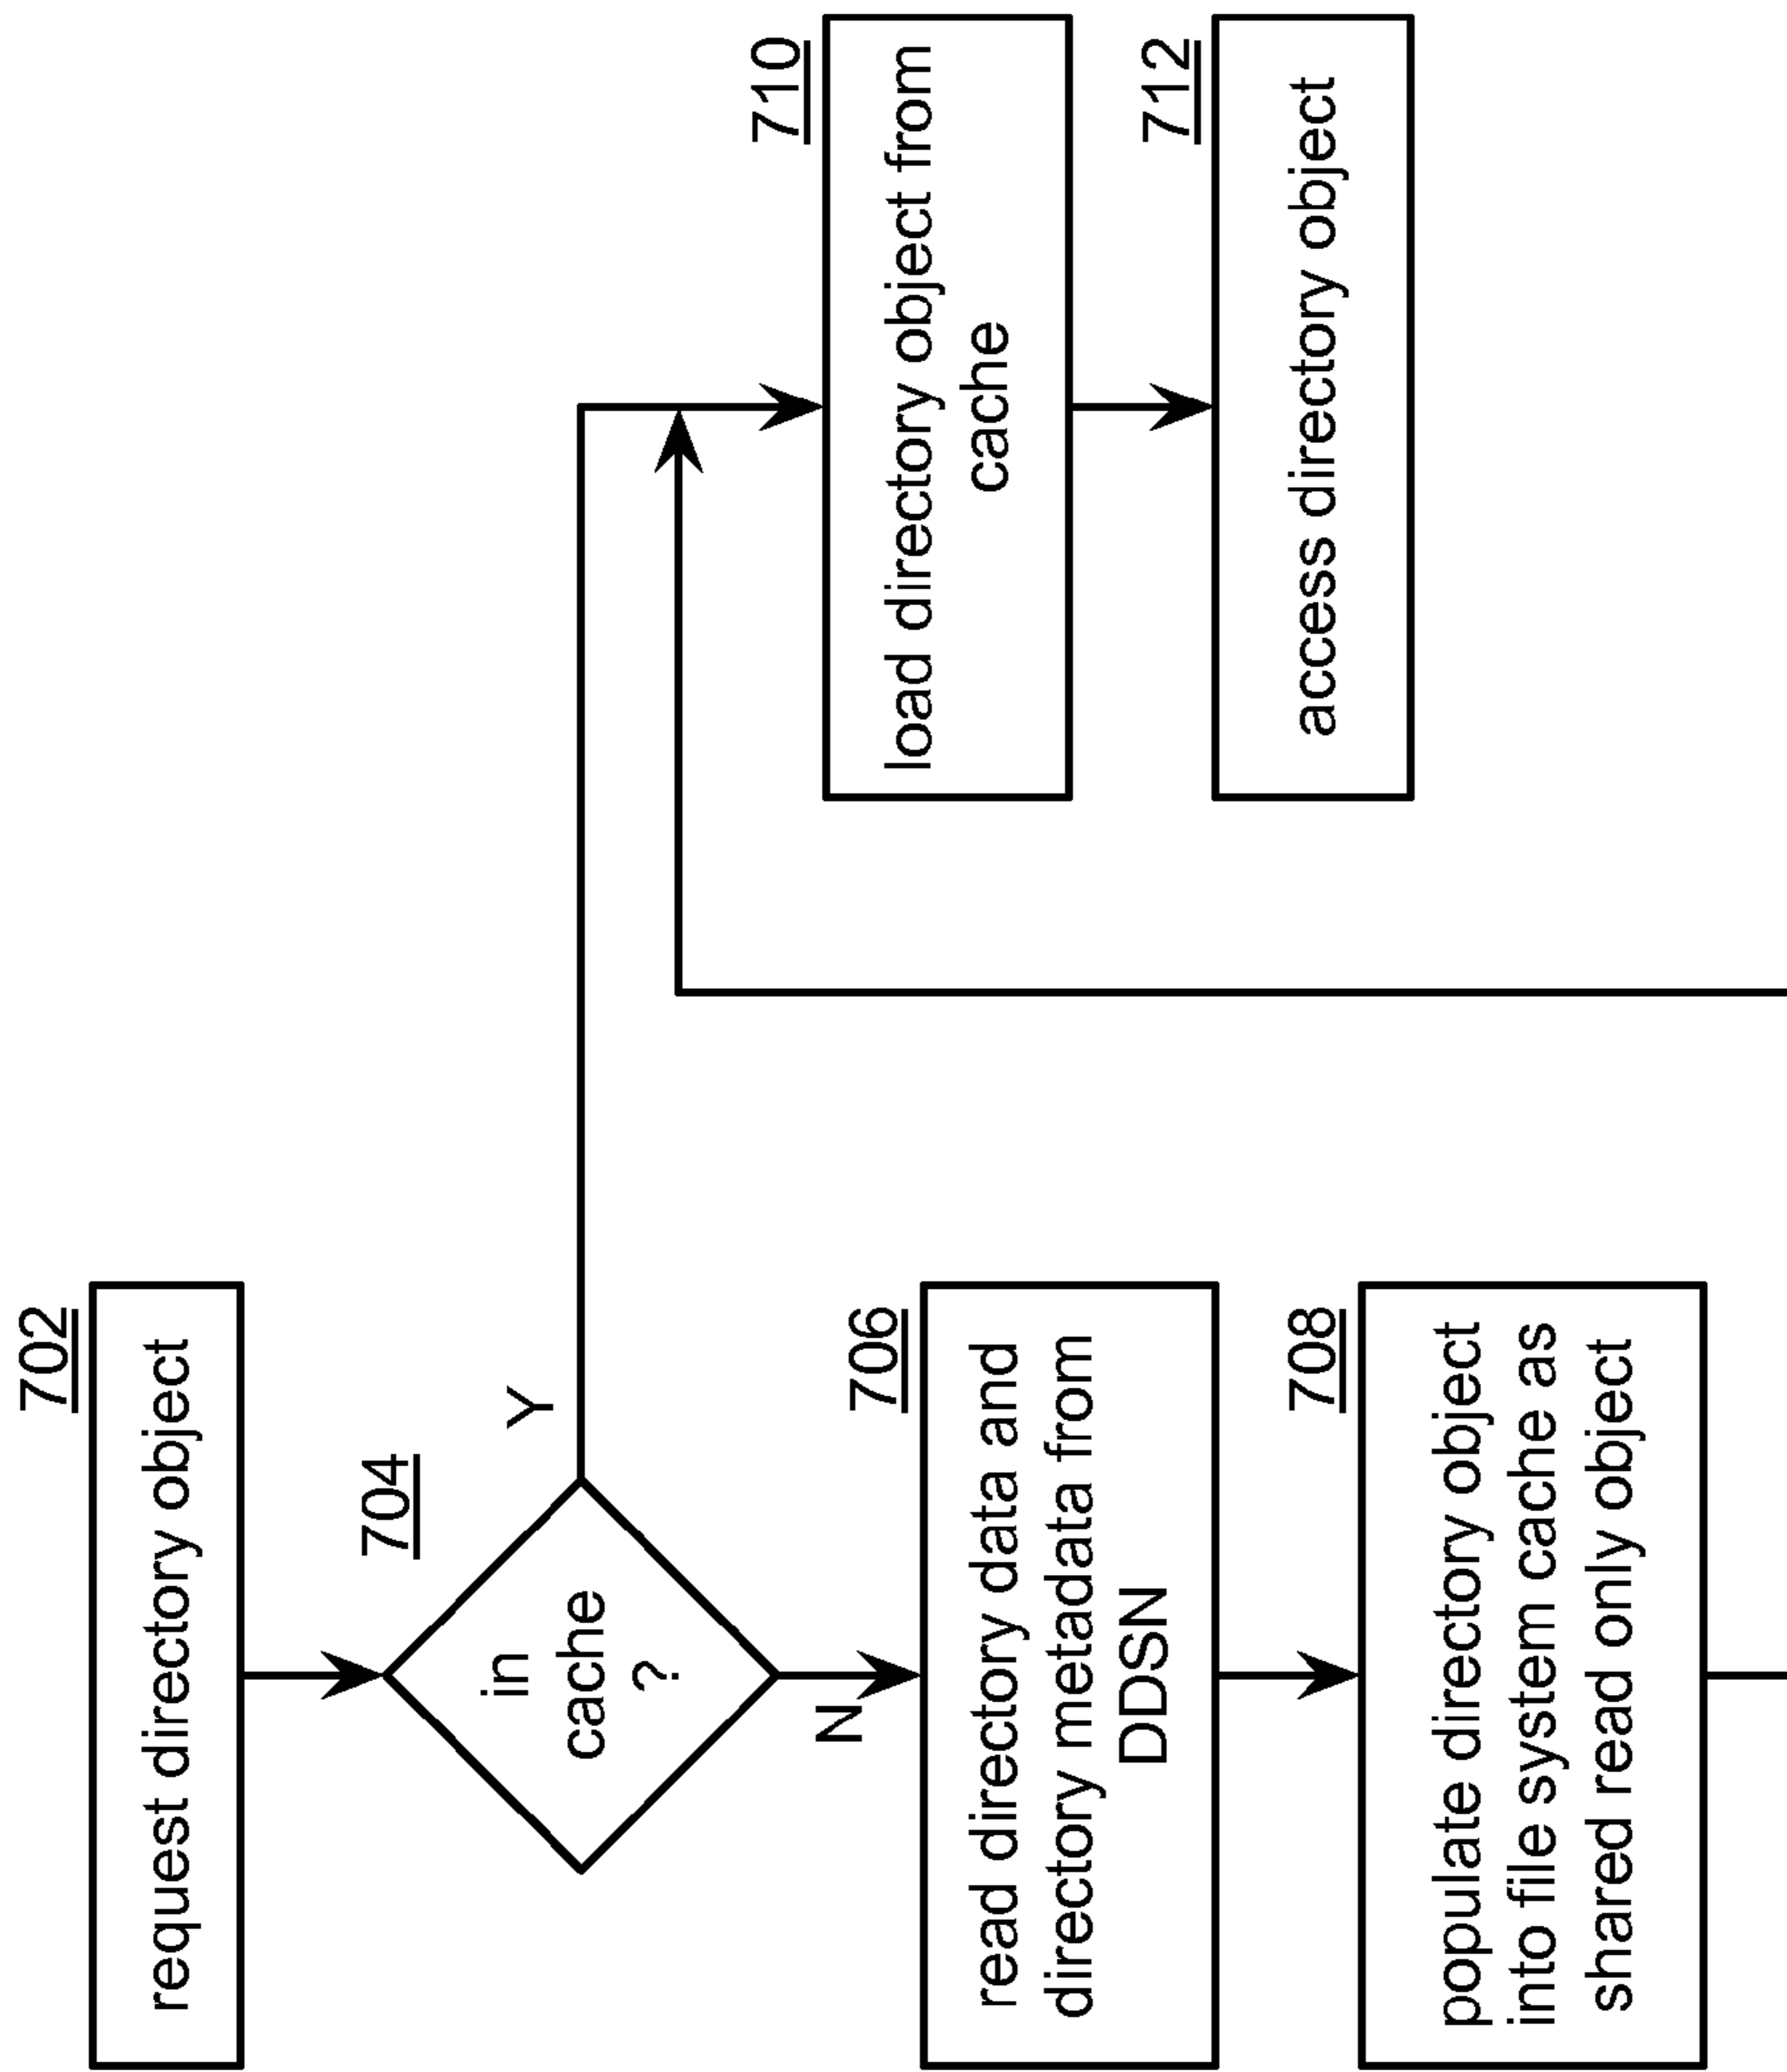 702
request directory object
704
in
cache
?
Y
N
706
read directory data and
directory metadata from
DDSN
708
populate directory object
into file system cache as
shared read only object
710
load directory object from
cache
712
access directory object